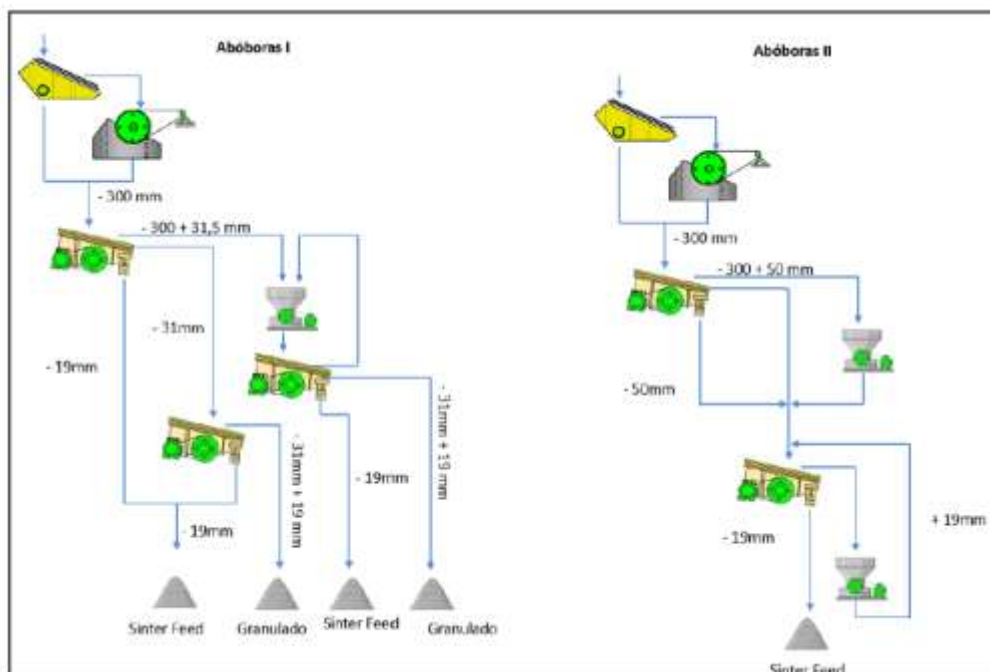 Abóboras I
- 300 mm
- 300 + 31,5 mm
- 31mm
- 19mm
- 31mm + 19 mm
- 19mm
- 31mm + 19 mm
- 19mm
Sinter Feed
Granulado
Sinter Feed
Granulado
Abóboras II
- 300 mm
- 300 + 50 mm
- 50mm
- 19mm
+ 19mm
Sinter Feed